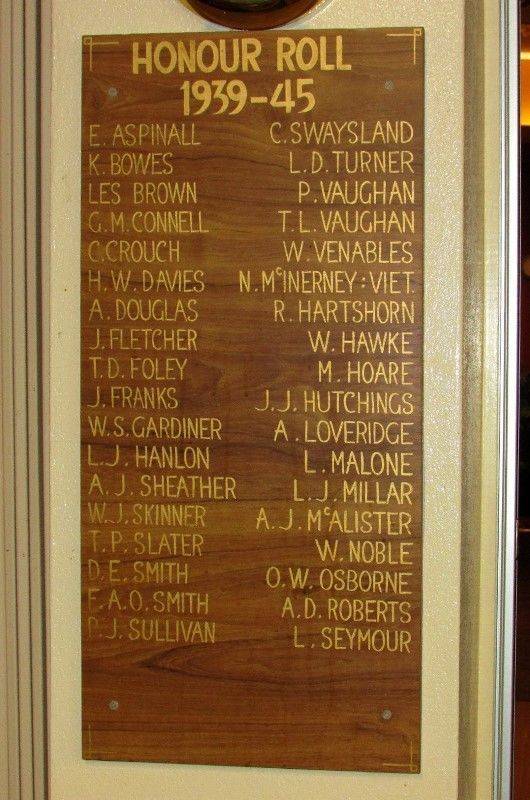 HONOUR ROLL
1939-45
E. ASPINALL
K. BOWES
LES BROWN
G.M. CONNELL
C. CROUCH
H.W. DAVIES
A. DOUGLAS
J. FLETCHER
T.D. FOLEY
J. FRANKS
W.S. GARDINER
L.J. HANLON
A.J. SHEATHER
W.J. SKINNER
T.P. SLATER
D.E. SMITH
F.A.O. SMITH
P.J. SULLIVAN
C. SWAYSLAND
L.D. TURNER
P. VAUGHAN
T.L. VAUGHAN
W. VENABLES
N. McINERNEY : VIET.
R. HARTSHORN
W. HAWKE
M. HOARE
J.J. HUTCHINGS
A. LOVERIDGE
L. MALONE
L.J. MILLAR
A.J. McALISTER
W. NOBLE
O.W. OSBORNE
A.D. ROBERTS
L. SEYMOUR